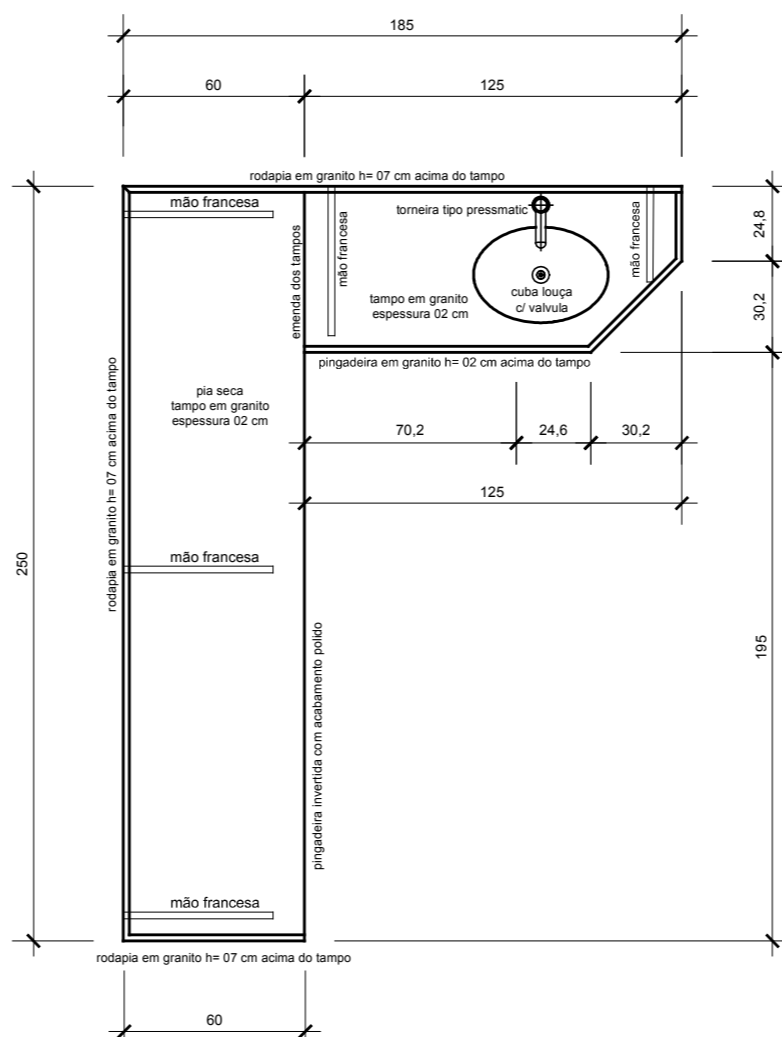 185
60
125
rodapia em granito h= 07 cm acima do tampo
mão francesa
torneira tipo pressmatic
mão francesa
mão francesa
24,8
emenda dos tampos
cuba louça
c/ valvula
tampo em granito
espessura 02 cm
30,2
pingadeira em granito h= 02 cm acima do tampo
rodapia em granito h= 07 cm acima do tampo
pia seca
tampo em granito
espessura 02 cm
70,2
24,6
30,2
125
250
mão francesa
195
pingadeira invertida com acabamento polido
mão francesa
rodapia em granito h= 07 cm acima do tampo
60